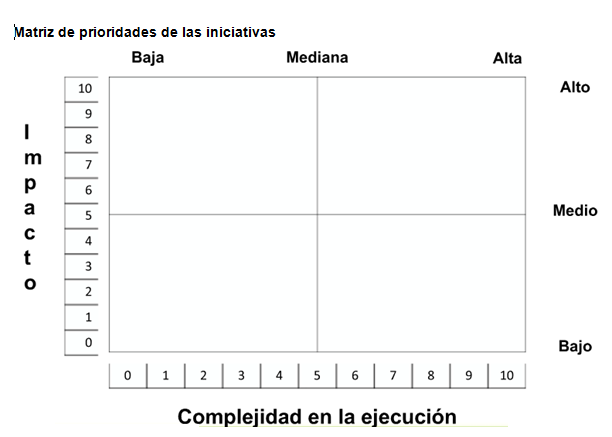 Matriz de prioridades de las iniciativas
Baja Mediana Alta
Impacto
10
9
8
7
6
5
4
3
2
1
0
Alto
Medio
Bajo
0 1 2 3 4 5 6 7 8 9 10
Complejidad en la ejecución